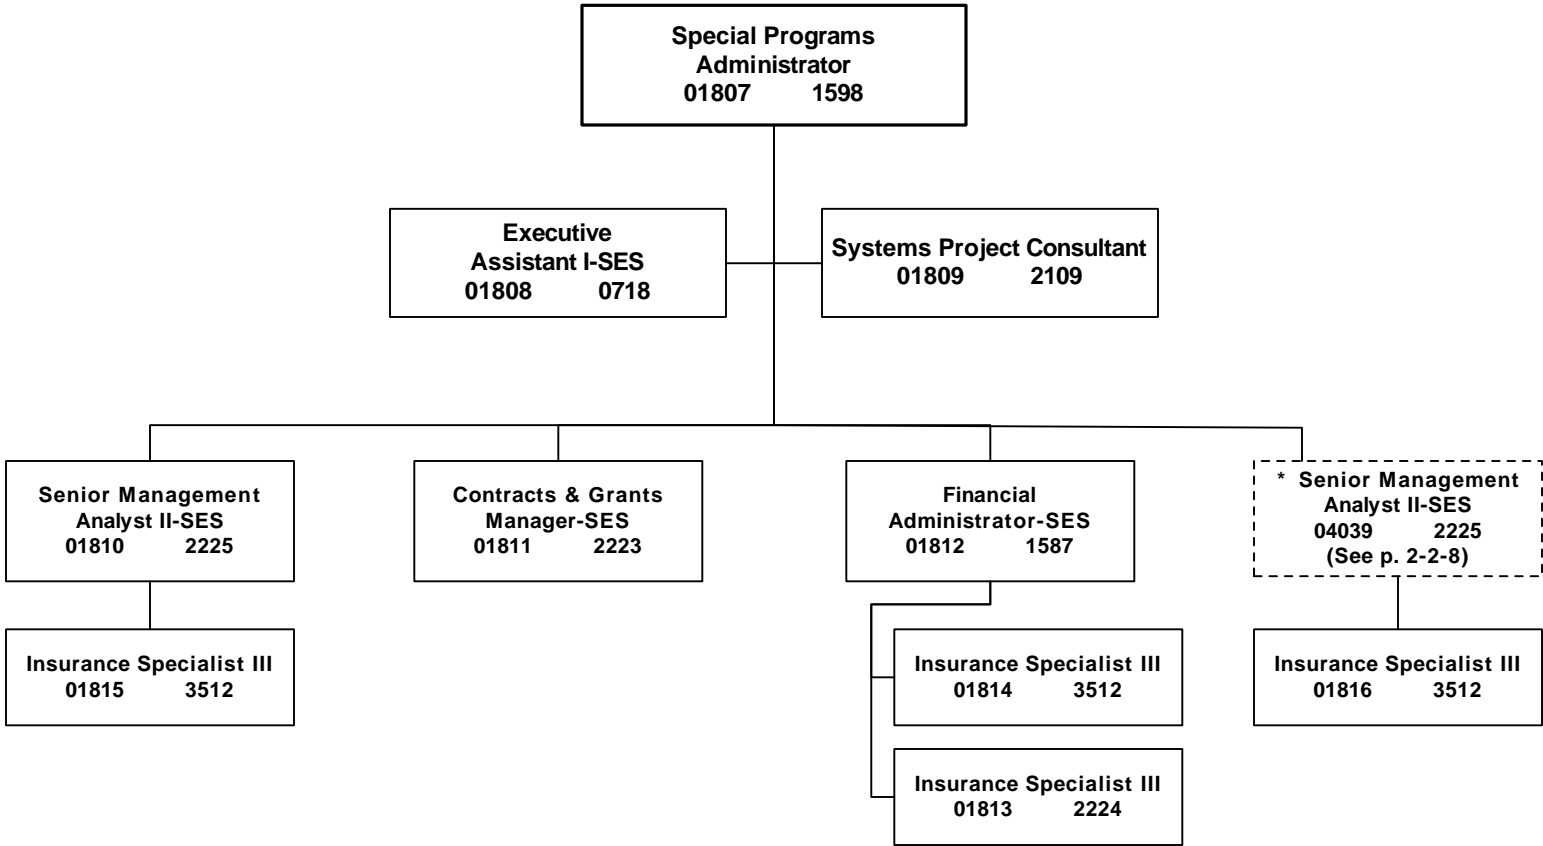 Special Programs
Administrator
01807 1598
Executive
Assistant I-SES
01808 0718
Systems Project Consultant
01809 2109
Senior Management
Analyst II-SES
01810 2225
Contracts & Grants
Manager-SES
01811 2223
Financial
Administrator-SES
01812 1587
* Senior Management
Analyst II-SES
04039 2225
(See p. 2-2-8)
Insurance Specialist III
01815 3512
Insurance Specialist III
01814 3512
Insurance Specialist III
01816 3512
Insurance Specialist III
01813 2224